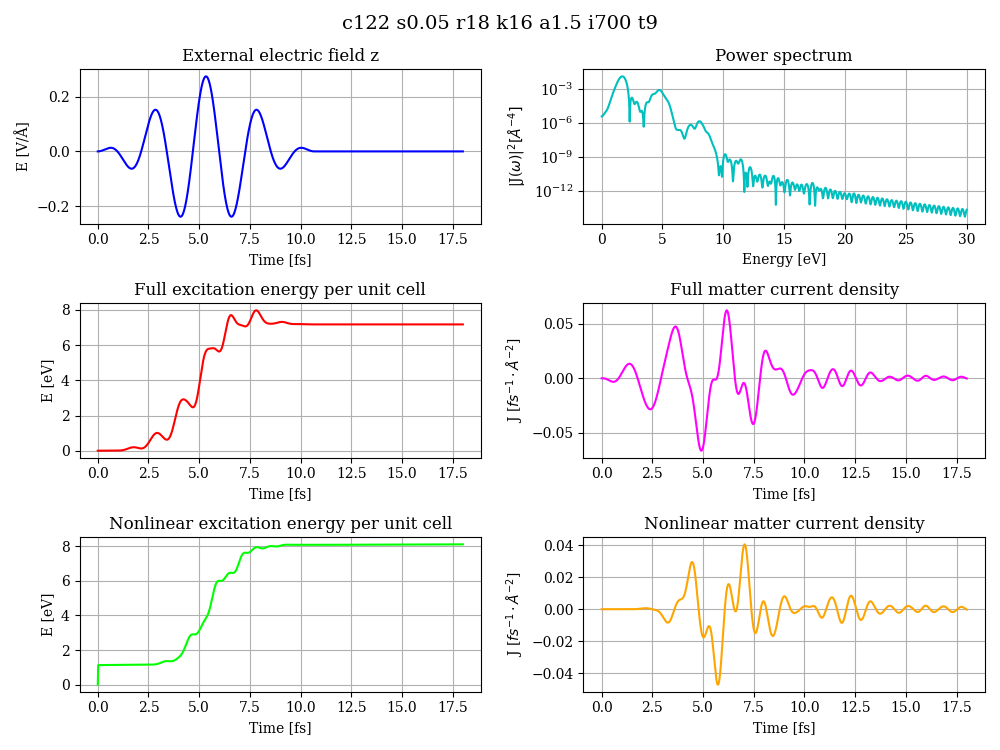 c122 s0.05 r18 k16 a1.5 i700 t9
External electric field z
E [V/Å]
0.2
0.0
−0.2
0.0 2.5 5.0 7.5 10.0 12.5 15.0 17.5
Time [fs]
Power spectrum
|J(ω)|² [Å⁻⁴]
10⁻³
10⁻⁶
10⁻⁹
10⁻¹²
0 5 10 15 20 25 30
Energy [eV]
Full excitation energy per unit cell
E [eV]
8
6
4
2
0
0.0 2.5 5.0 7.5 10.0 12.5 15.0 17.5
Time [fs]
Full matter current density
J [fs⁻¹ · Å⁻²]
0.05
0.00
−0.05
0.0 2.5 5.0 7.5 10.0 12.5 15.0 17.5
Time [fs]
Nonlinear excitation energy per unit cell
E [eV]
8
6
4
2
0
0.0 2.5 5.0 7.5 10.0 12.5 15.0 17.5
Time [fs]
Nonlinear matter current density
J [fs⁻¹ · Å⁻²]
0.04
0.02
0.00
−0.02
−0.04
0.0 2.5 5.0 7.5 10.0 12.5 15.0 17.5
Time [fs]